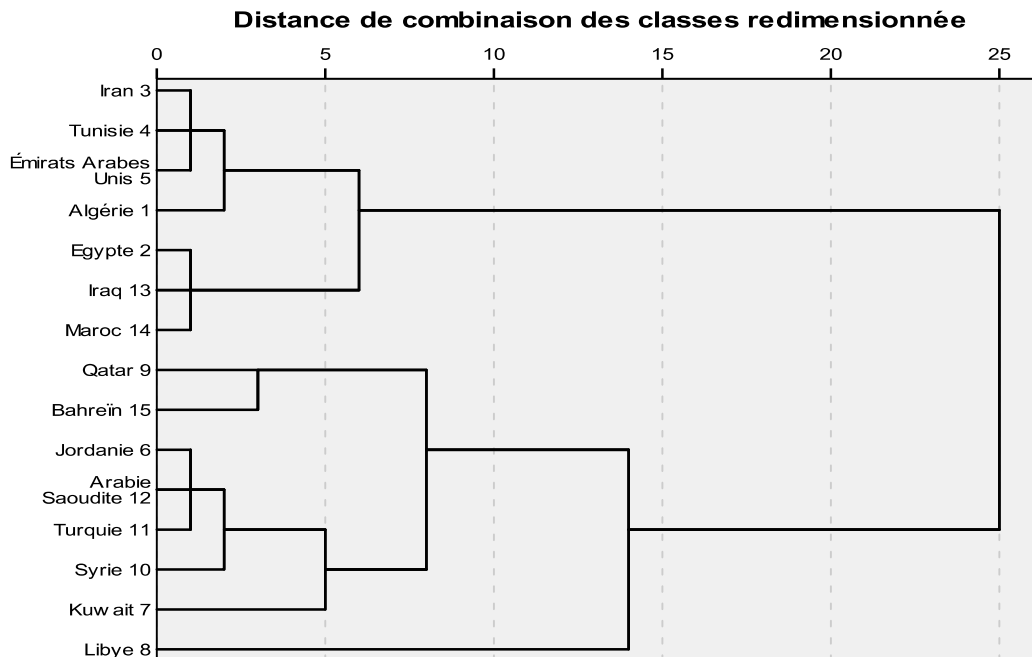 Distance de combinaison des classes redimensionnée
0 5 10 15 20 25
Iran 3
Tunisie 4
Émirats Arabes
Unis 5
Algérie 1
Egypte 2
Iraq 13
Maroc 14
Qatar 9
Bahreïn 15
Jordanie 6
Arabie
Saoudite 12
Turquie 11
Syrie 10
Kuwait 7
Libye 8